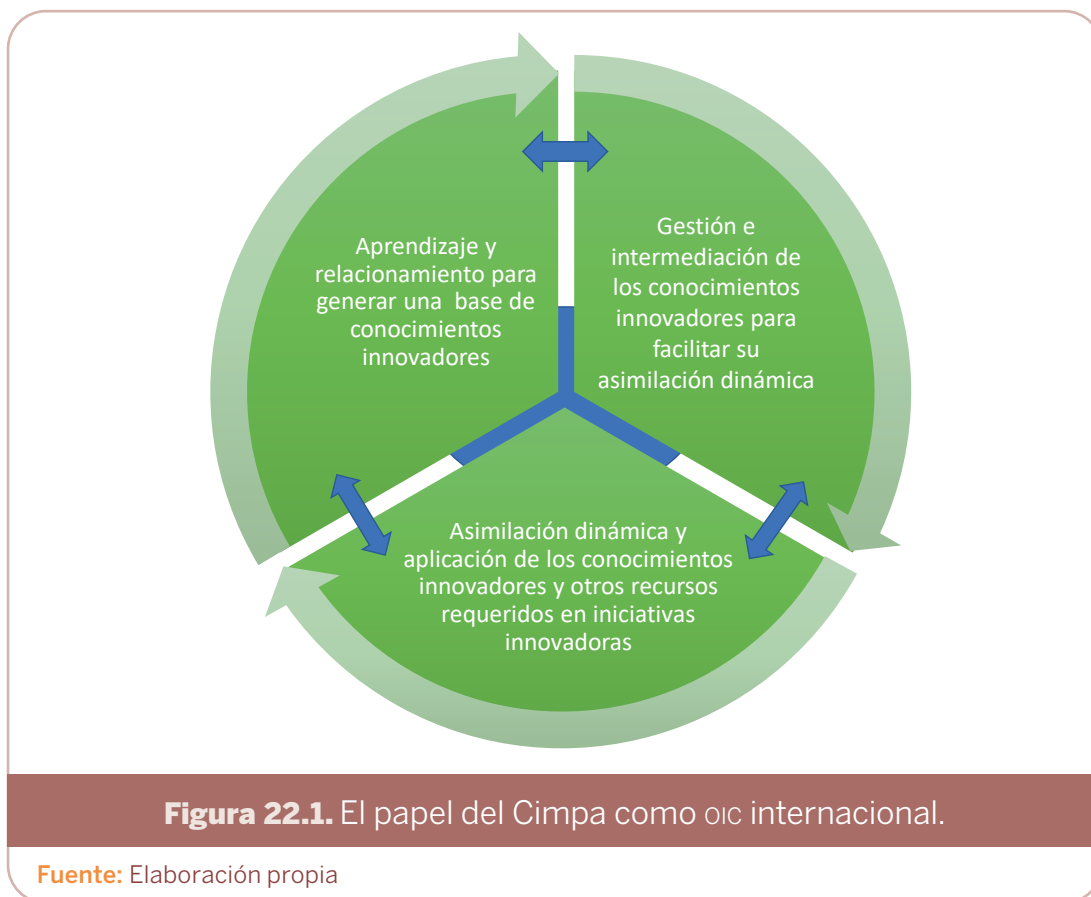 Aprendizaje y
relacionamiento para
generar una base de
conocimientos
innovadores
Gestión e
intermediación de
los conocimientos
innovadores para
facilitar su
asimilación dinámica
Asimilación dinámica y
aplicación de los conocimientos
innovadores y otros recursos
requeridos en iniciativas
innovadoras
Figura 22.1. El papel del Cimpa como OIC internacional.
Fuente: Elaboración propia